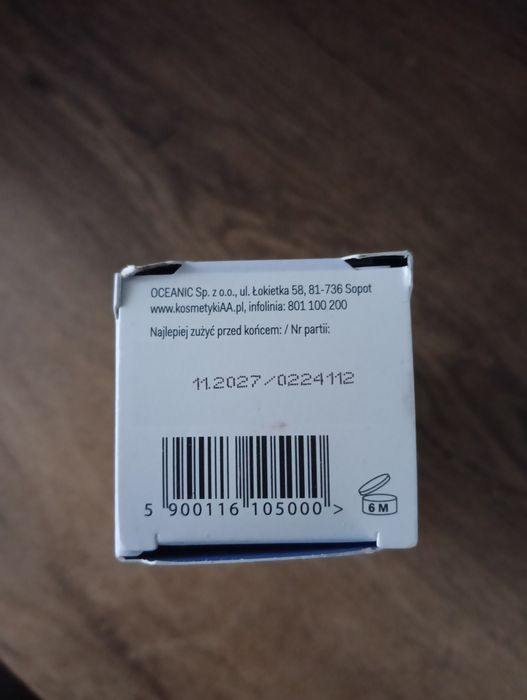 OCEANIC Sp. z o.o., ul. Łokietka 58, 81-736 Sopot
www.kosmetykiAA.pl, infolinia: 801 100 200
Najlepiej zużyć przed końcem: / Nr partii:
11.2027/0224112
5 900116 105000 >
6 M